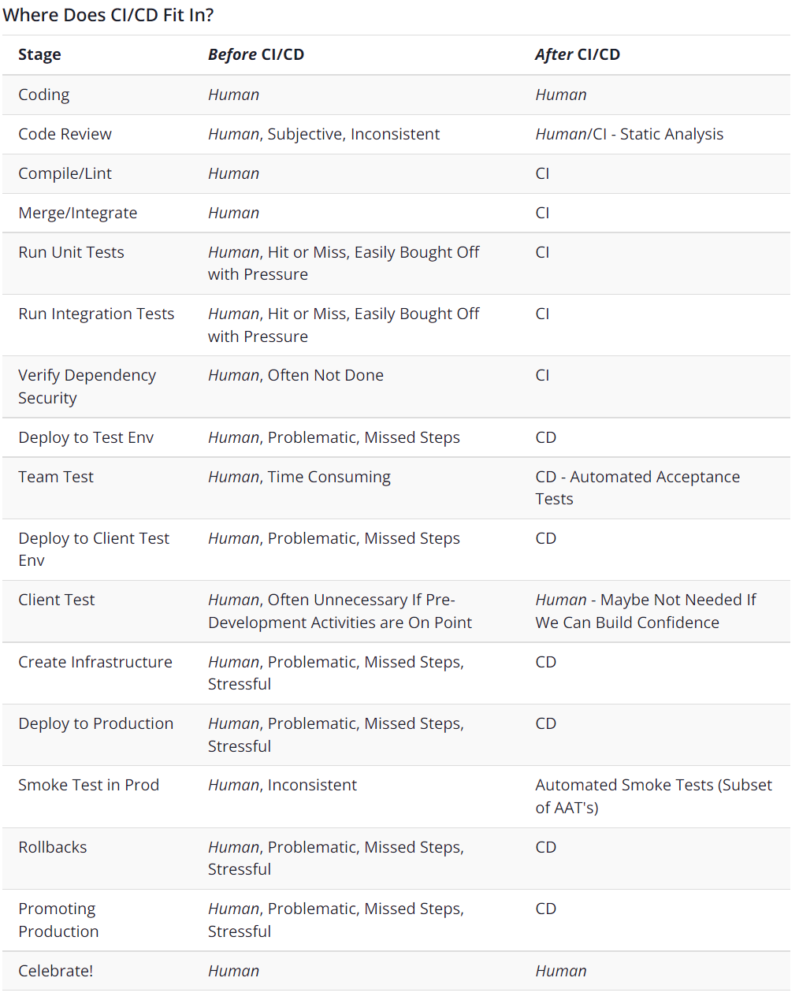 Where Does CI/CD Fit In?
Stage Before CI/CD After CI/CD
Coding Human Human
Code Review Human, Subjective, Inconsistent Human/CI - Static Analysis
Compile/Lint Human CI
Merge/Integrate Human CI
Run Unit Tests Human, Hit or Miss, Easily Bought Off CI
with Pressure
Run Integration Tests Human, Hit or Miss, Easily Bought Off CI
with Pressure
Verify Dependency Human, Often Not Done CI
Security
Deploy to Test Env Human, Problematic, Missed Steps CD
Team Test Human, Time Consuming CD - Automated Acceptance
Tests
Deploy to Client Test Human, Problematic, Missed Steps CD
Env
Client Test Human, Often Unnecessary If Pre- Human - Maybe Not Needed If
Development Activities are On Point We Can Build Confidence
Create Infrastructure Human, Problematic, Missed Steps, CD
Stressful
Deploy to Production Human, Problematic, Missed Steps, CD
Stressful
Smoke Test in Prod Human, Inconsistent Automated Smoke Tests (Subset
of AAT's)
Rollbacks Human, Problematic, Missed Steps, CD
Stressful
Promoting Human, Problematic, Missed Steps, CD
Production Stressful
Celebrate! Human Human